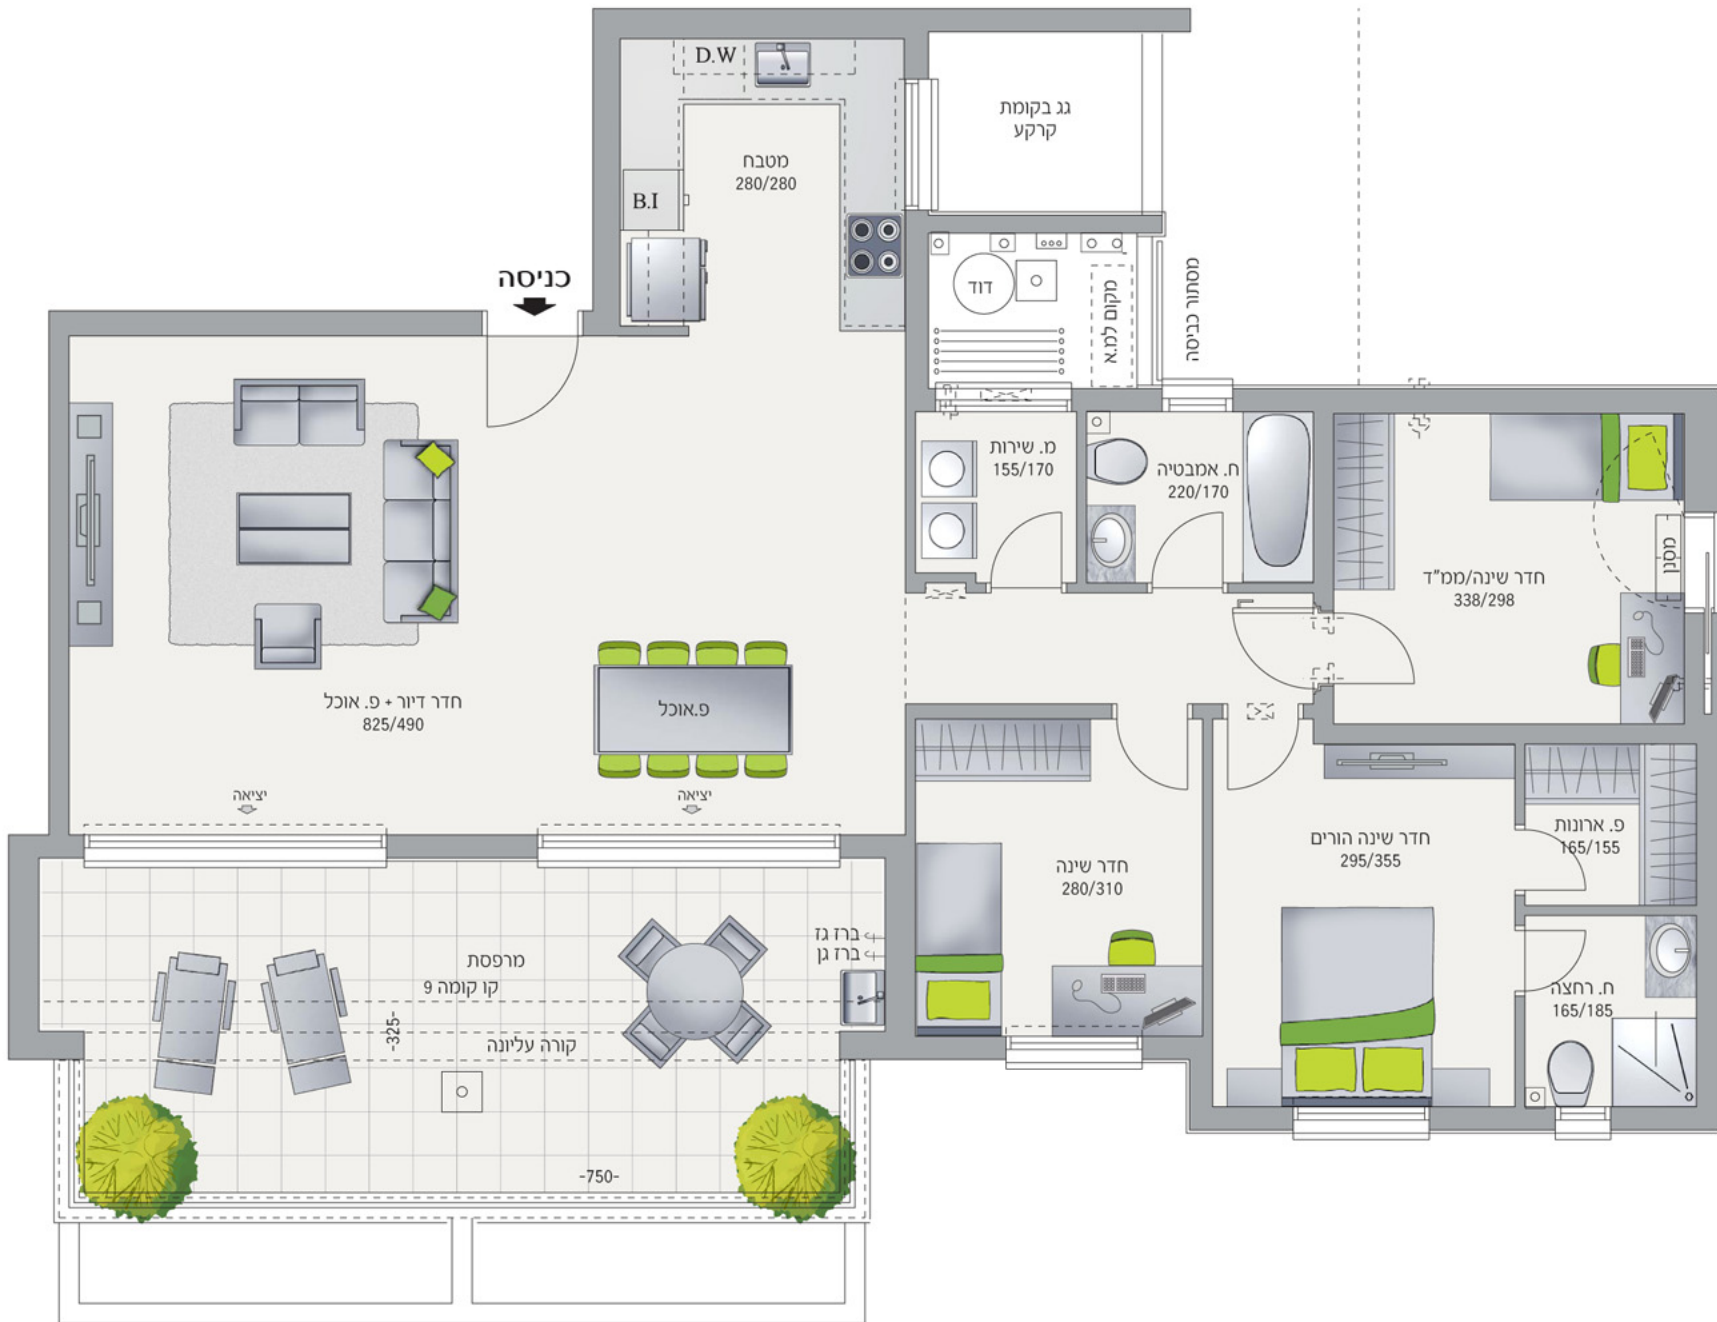 D.W
גג בקומת
קרקע
מטבח
280/280
B.I
כניסה
דוד
מקום למ.א
מסתור כביסה
מ. שירות
155/170
ח. אמבטיה
220/170
מסנן
חדר שינה/ממ״ד
338/298
חדר דיור + פ. אוכל
825/490
פ.אוכל
יציאה
יציאה
פ. ארונות
165/155
חדר שינה הורים
295/355
חדר שינה
280/310
ברז גז
ברז גן
מרפסת
קו קומה 9
-325-
קורה עליונה
ח. רחצה
165/185
-750-